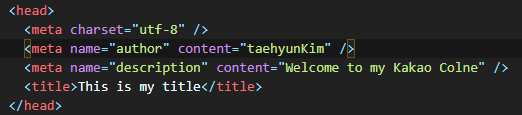 <head>
<meta charset="utf-8" />
<meta name="author" content="taehyunKim" />
<meta name="description" content="Welcome to my Kakao Colne" />
<title>This is my title</title>
</head>